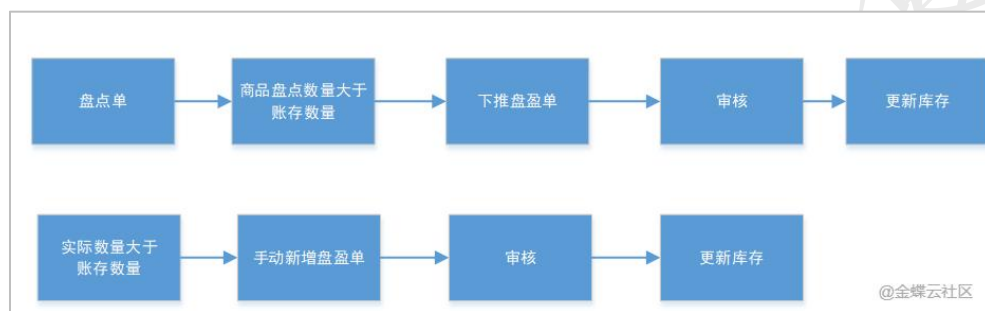 盘点单
商品盘点数量大于
账存数量
下推盘盈单
审核
更新库存
实际数量大于
账存数量
手动新增盘盈单
审核
更新库存
@金蝶云社区